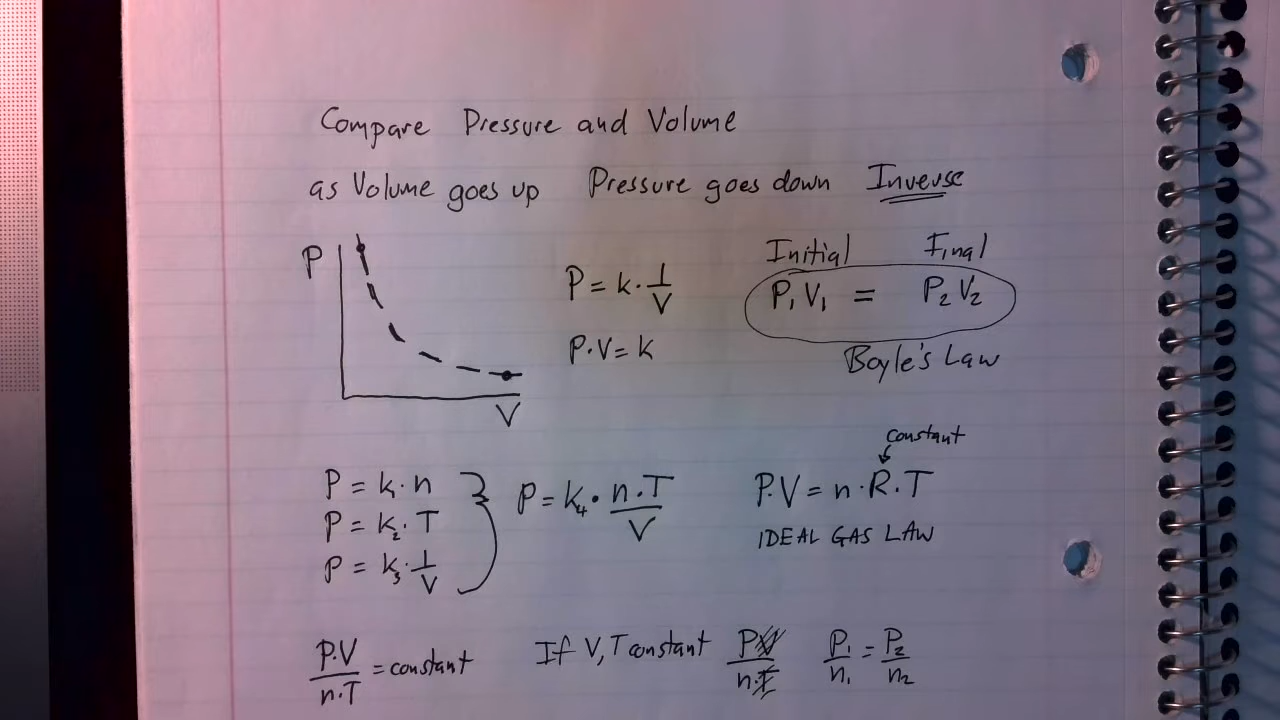 Compare Pressure and Volume
as Volume goes up Pressure goes down Inverse
P
V
P = k · 1/V
P·V = k
Initial Final
P₁V₁ = P₂V₂
Boyle's Law
P = k₁·n
P = k₂·T
P = k₃·1/V
P = k₄· n·T/V
constant
P·V = n·R·T
IDEAL GAS LAW
P·V/n·T = constant
If V, T constant PV/n·T P₁/n₁ = P₂/n₂